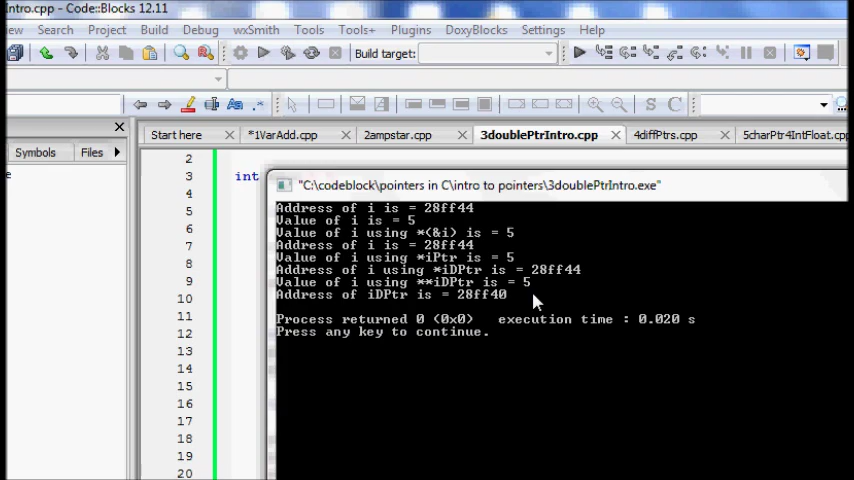 Intro.cpp - Code::Blocks 12.11
ew Search Project Build Debug wxSmith Tools Tools+ Plugins DoxyBlocks Settings Help
Build target:
S C
Start here *1VarAdd.cpp 2ampstar.cpp 3doublePtrIntro.cpp 4diffPtrs.cpp 5charPtr4IntFloat.cpp
Symbols Files
2
3 int
4
5
6
7
8
9
10
11
12
13
14
15
16
17
18
19
20
"C:\codeblock\pointers in C\intro to pointers\3doublePtrIntro.exe"
Address of i is = 28ff44
Value of i is = 5
Value of i using *(&i) is = 5
Address of i is = 28ff44
Value of i using *iPtr is = 5
Address of i using *iDPtr is = 28ff44
Value of i using **iDPtr is = 5
Address of iDPtr is = 28ff40
Process returned 0 (0x0) execution time : 0.020 s
Press any key to continue.